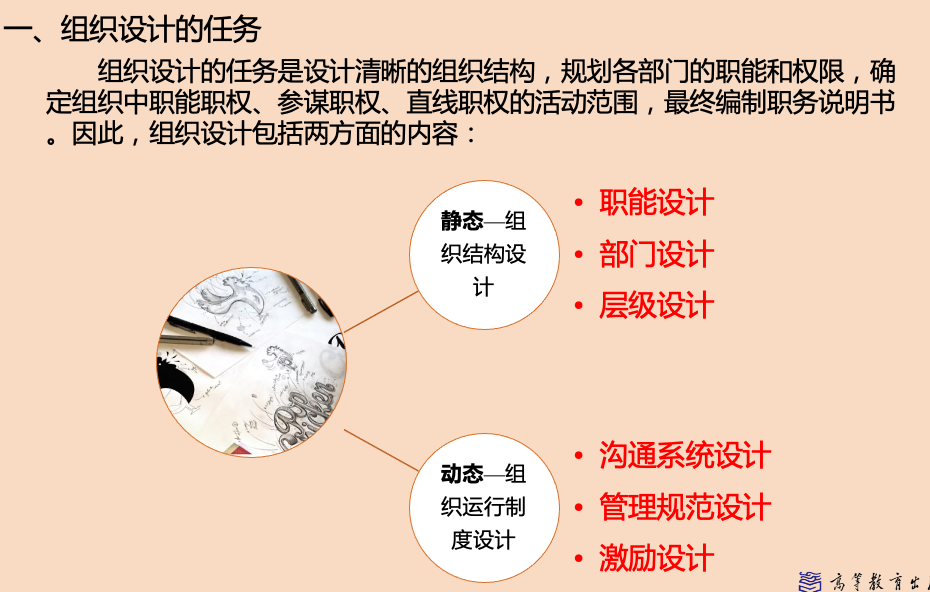 一、组织设计的任务
组织设计的任务是设计清晰的组织结构，规划各部门的职能和权限，确
定组织中职能职权、参谋职权、直线职权的活动范围，最终编制职务说明书
。因此，组织设计包括两方面的内容：
静态—组
织结构设
计
• 职能设计
• 部门设计
• 层级设计
Pop
Chicken
动态—组
织运行制
度设计
• 沟通系统设计
• 管理规范设计
• 激励设计
高等教育出